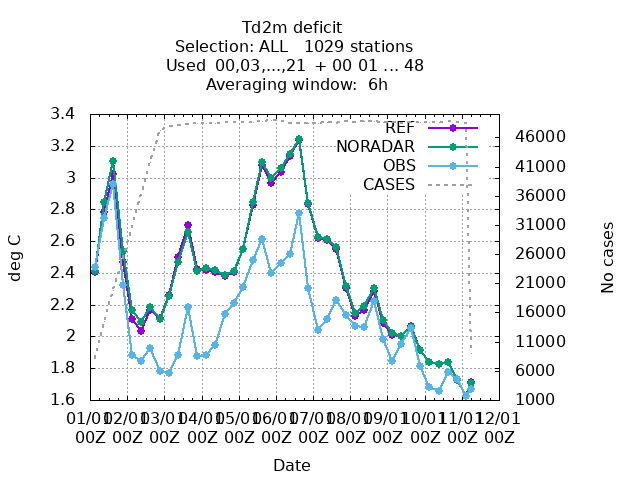 Td2m deficit
Selection: ALL   1029 stations
Used  00,03,...,21  + 00 01 ... 48
Averaging window:  6h
3.4
3.2
3
2.8
2.6
2.4
2.2
2
1.8
1.6
deg C
REF
NORADAR
OBS
CASES
46000
41000
36000
31000
26000
21000
16000
11000
6000
1000
No cases
01/01 02/01 03/01 04/01 05/01 06/01 07/01 08/01 09/01 10/01 11/01 12/01
00Z 00Z 00Z 00Z 00Z 00Z 00Z 00Z 00Z 00Z 00Z 00Z
Date